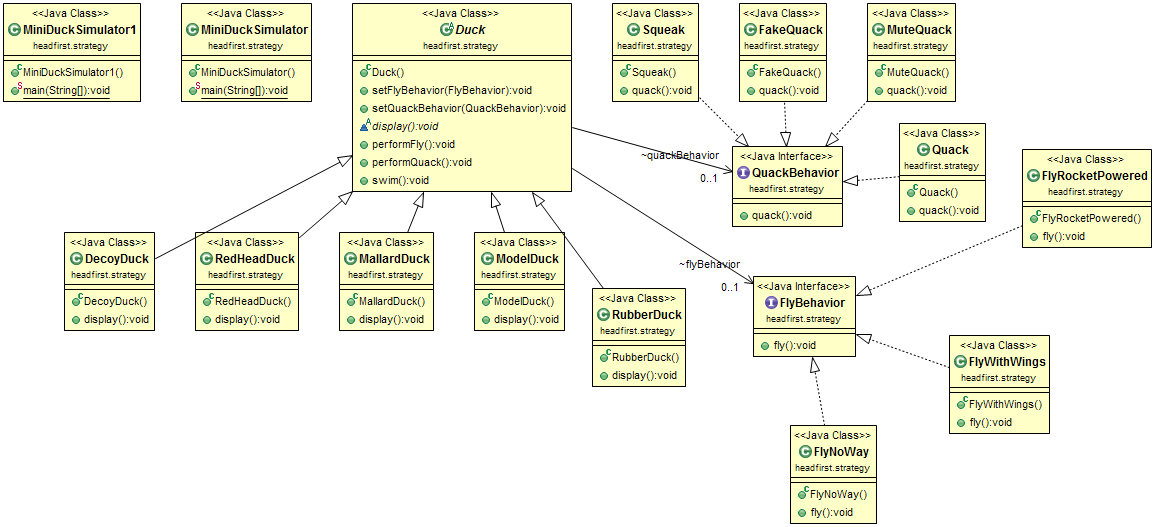 <<Java Class>>
MiniDuckSimulator1
headfirst.strategy
MiniDuckSimulator1()
main(String[]):void
<<Java Class>>
MiniDuckSimulator
headfirst.strategy
MiniDuckSimulator()
main(String[]):void
<<Java Class>>
Duck
headfirst.strategy
Duck()
setFlyBehavior(FlyBehavior):void
setQuackBehavior(QuackBehavior):void
display():void
performFly():void
performQuack():void
swim():void
<<Java Class>>
Squeak
headfirst.strategy
Squeak()
quack():void
<<Java Class>>
FakeQuack
headfirst.strategy
FakeQuack()
quack():void
<<Java Class>>
MuteQuack
headfirst.strategy
MuteQuack()
quack():void
~quackBehavior
0..1
<<Java Interface>>
QuackBehavior
headfirst.strategy
quack():void
<<Java Class>>
Quack
headfirst.strategy
Quack()
quack():void
<<Java Class>>
FlyRocketPowered
headfirst.strategy
FlyRocketPowered()
fly():void
<<Java Class>>
DecoyDuck
headfirst.strategy
DecoyDuck()
display():void
<<Java Class>>
RedHeadDuck
headfirst.strategy
RedHeadDuck()
display():void
<<Java Class>>
MallardDuck
headfirst.strategy
MallardDuck()
display():void
<<Java Class>>
ModelDuck
headfirst.strategy
ModelDuck()
display():void
<<Java Class>>
RubberDuck
headfirst.strategy
RubberDuck()
display():void
~flyBehavior
0..1
<<Java Interface>>
FlyBehavior
headfirst.strategy
fly():void
<<Java Class>>
FlyWithWings
headfirst.strategy
FlyWithWings()
fly():void
<<Java Class>>
FlyNoWay
headfirst.strategy
FlyNoWay()
fly():void